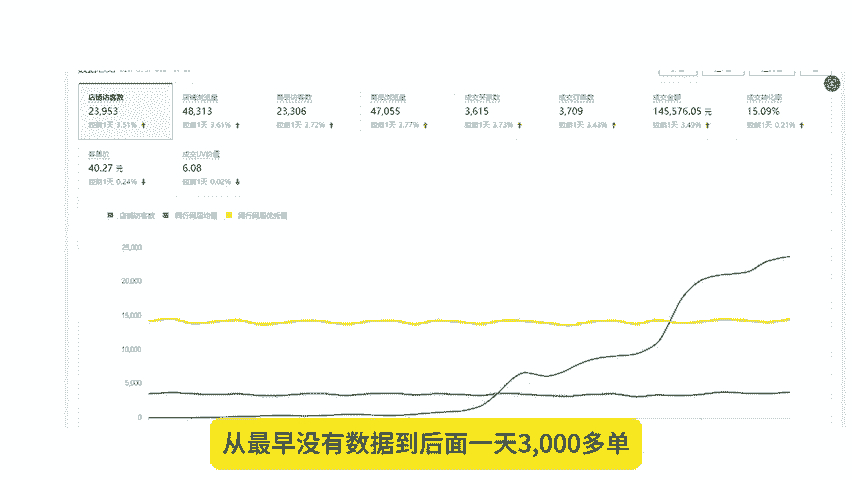 店铺访客数 店铺浏览量 商品访客数 商品浏览量 成交买家数 成交订单数 成交金额 成交转化率
23,953 48,313 23,306 47,055 3,615 3,709 145,576.05 元 15.09%
较前1天 3.51% 较前1天 3.61% 较前1天 2.72% 较前1天 2.77% 较前1天 3.73% 较前1天 3.43% 较前1天 3.49% 较前1天 0.21%
客单价 成交UV价值
40.27 元 6.08
较前1天 0.24% 较前1天 0.02%
店铺访客数 同行同层均值 同行同层优秀值
25,000
20,000
15,000
10,000
5,000
0
从最早没有数据到后面一天3,000多单